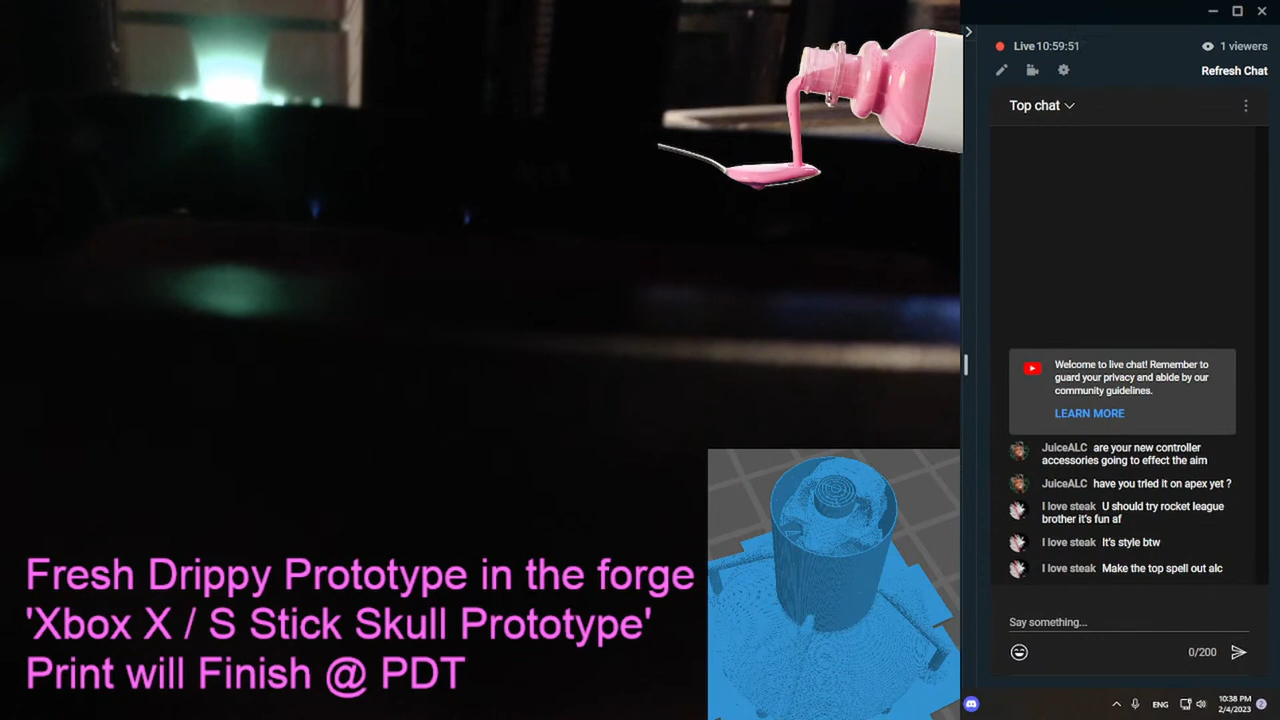 Live 10:59:51
1 viewers
Refresh Chat
Top chat
Welcome to live chat! Remember to
guard your privacy and abide by our
community guidelines.
LEARN MORE
JuiceALC are your new controller
accessories going to effect the aim
JuiceALC have you tried it on apex yet ?
I love steak U should try rocket league
brother it's fun af
I love steak It's style btw
I love steak Make the top spell out alc
Say something...
0/200
Fresh Drippy Prototype in the forge
'Xbox X / S Stick Skull Prototype'
Print will Finish @ PDT
ENG
10:38 PM
2/4/2023
2